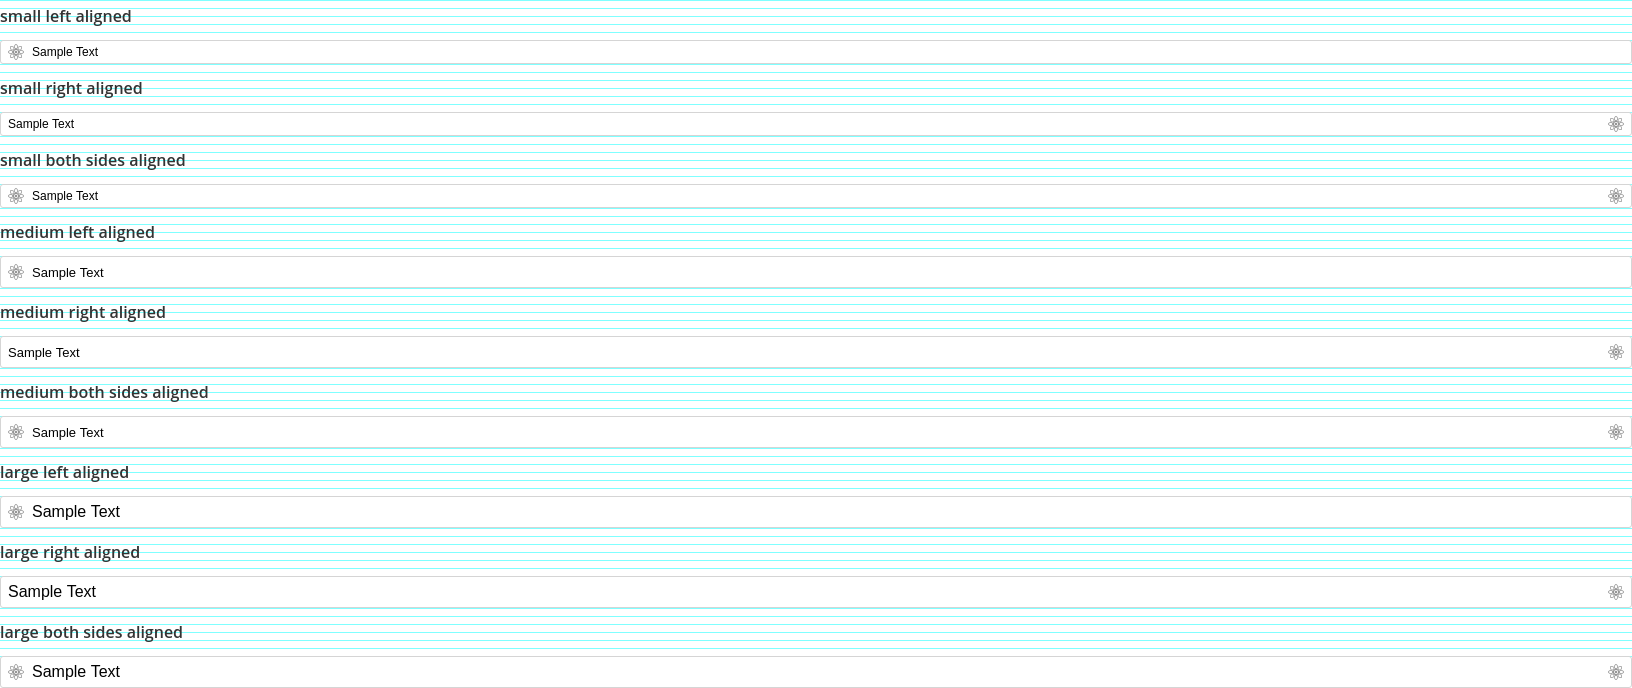 small left aligned
Sample Text
small right aligned
Sample Text
small both sides aligned
Sample Text
medium left aligned
Sample Text
medium right aligned
Sample Text
medium both sides aligned
Sample Text
large left aligned
Sample Text
large right aligned
Sample Text
large both sides aligned
Sample Text